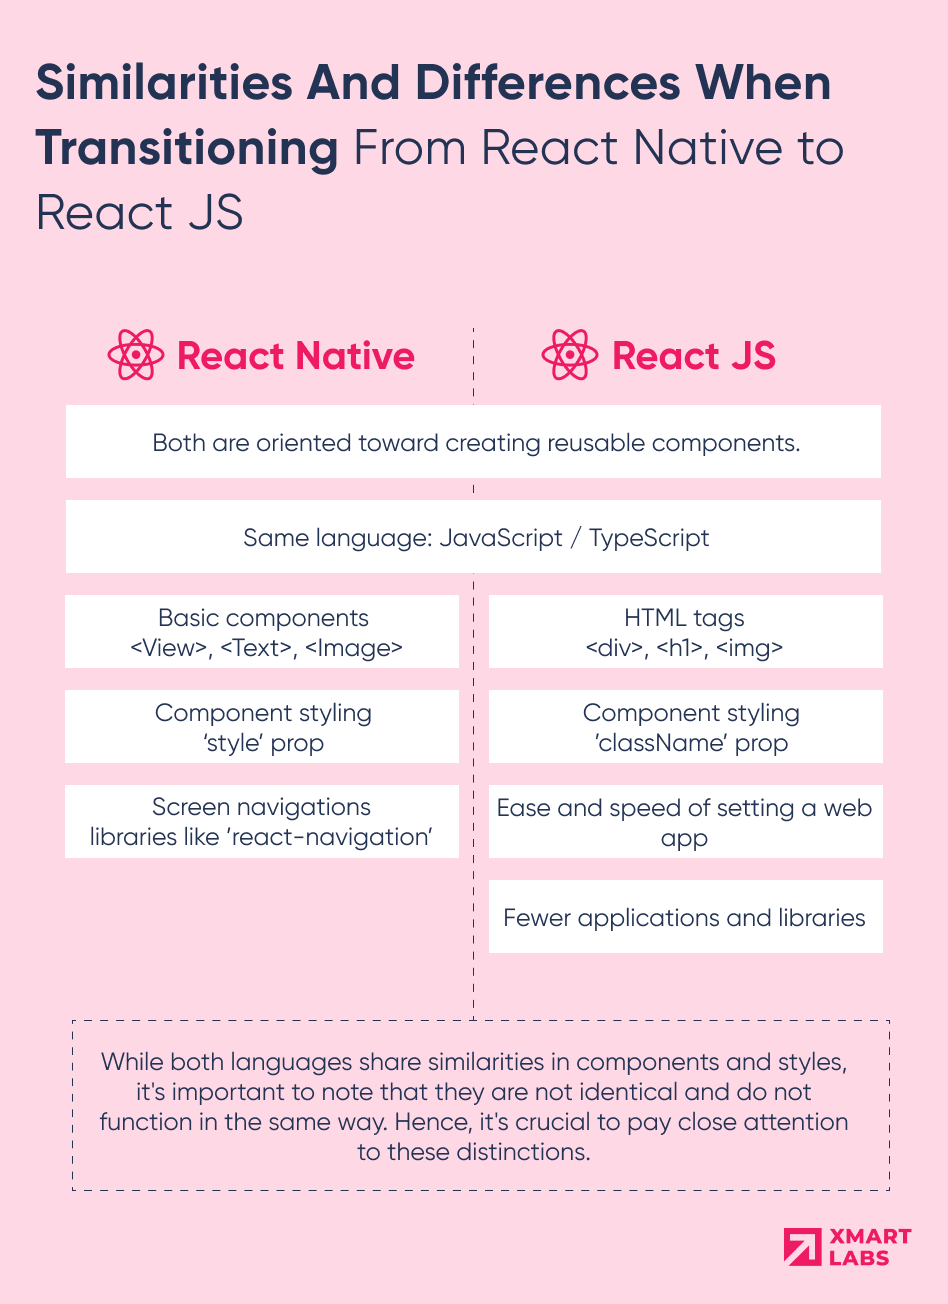 Similarities And Differences When
Transitioning From React Native to
React JS
React Native
React JS
Both are oriented toward creating reusable components.
Same language: JavaScript / TypeScript
Basic components
<View>, <Text>, <Image>
HTML tags
<div>, <h1>, <img>
Component styling
‘style’ prop
Component styling
’className’ prop
Screen navigations
libraries like ’react-navigation’
Ease and speed of setting a web
app
Fewer applications and libraries
While both languages share similarities in components and styles,
it's important to note that they are not identical and do not
function in the same way. Hence, it's crucial to pay close attention
to these distinctions.
XMART
LABS